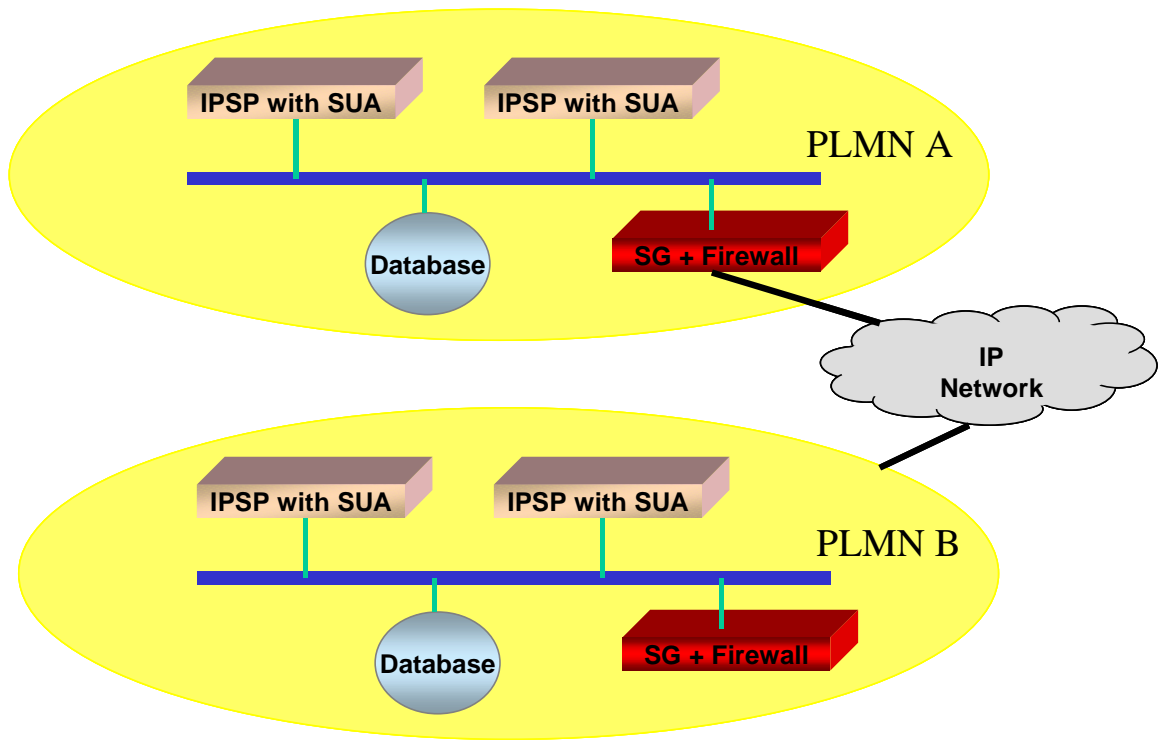 IPSP with SUA
IPSP with SUA
PLMN A
Database
SG + Firewall
IP
Network
IPSP with SUA
IPSP with SUA
PLMN B
Database
SG + Firewall